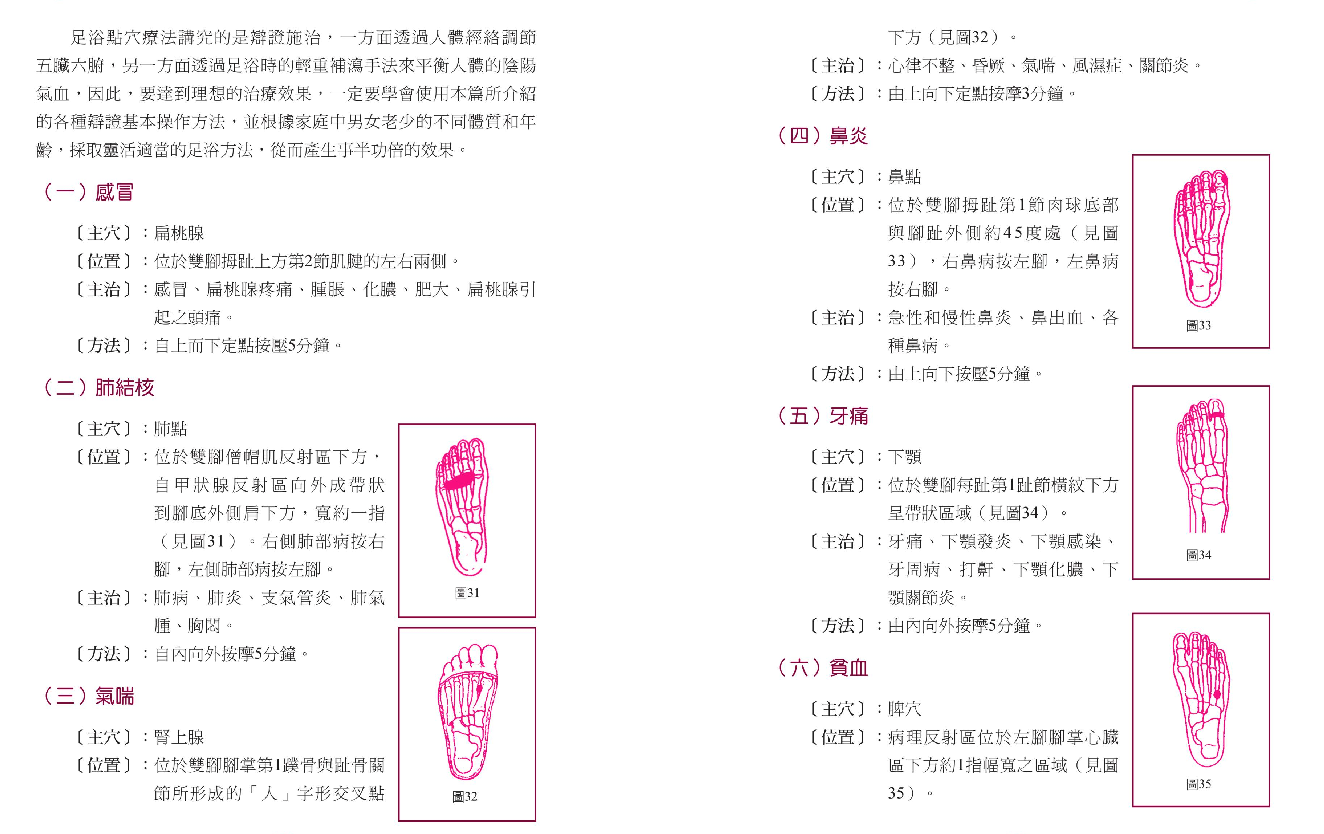 足浴點穴療法講究的是辯證施治，一方面透過人體經絡調節
五臟六腑，另一方面透過足浴時的輕重補瀉手法來平衡人體的陰陽
氣血，因此，要達到理想的治療效果，一定要學會使用本篇所介紹
的各種辯證基本操作方法，並根據家庭中男女老少的不同體質和年
齡，採取靈活適當的足浴方法，從而產生事半功倍的效果。
（一）感冒
〔主穴〕：扁桃腺
〔位置〕：位於雙腳拇趾上方第2節肌腱的左右兩側。
〔主治〕：感冒、扁桃腺疼痛、腫脹、化膿、肥大、扁桃腺引
起之頭痛。
〔方法〕：自上而下定點按壓5分鐘。
（二）肺結核
〔主穴〕：肺點
〔位置〕：位於雙腳僧帽肌反射區下方，
自甲狀腺反射區向外成帶狀
到腳底外側肩下方，寬約一指
（見圖31）。右側肺部病按右
腳，左側肺部病按左腳。
〔主治〕：肺病、肺炎、支氣管炎、肺氣
腫、胸悶。
〔方法〕：自內向外按摩5分鐘。
圖31
（三）氣喘
〔主穴〕：腎上腺
〔位置〕：位於雙腳腳掌第1蹼骨與趾骨關
節所形成的「人」字形交叉點
圖32
下方（見圖32）。
〔主治〕：心律不整、昏厥、氣喘、風濕症、關節炎。
〔方法〕：由上向下定點按摩3分鐘。
（四）鼻炎
〔主穴〕：鼻點
〔位置〕：位於雙腳拇趾第1節肉球底部
與腳趾外側約45度處（見圖
33），右鼻病按左腳，左鼻病
按右腳。
〔主治〕：急性和慢性鼻炎、鼻出血、各
種鼻病。
〔方法〕：由上向下按壓5分鐘。
圖33
（五）牙痛
〔主穴〕：下顎
〔位置〕：位於雙腳每趾第1趾節橫紋下方
呈帶狀區域（見圖34）。
〔主治〕：牙痛、下顎發炎、下顎感染、
牙周病、打鼾、下顎化膿、下
顎關節炎。
〔方法〕：由內向外按摩5分鐘。
圖34
（六）貧血
〔主穴〕：脾穴
〔位置〕：病理反射區位於左腳腳掌心臟
區下方約1指幅寬之區域（見圖
35）。
圖35